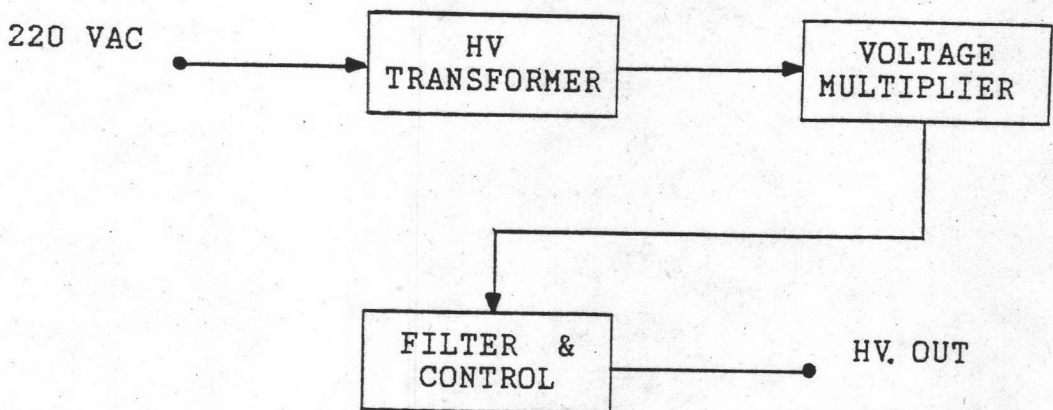 220 VAC
HV
TRANSFORMER
VOLTAGE
MULTIPLIER
FILTER &
CONTROL
HV. OUT